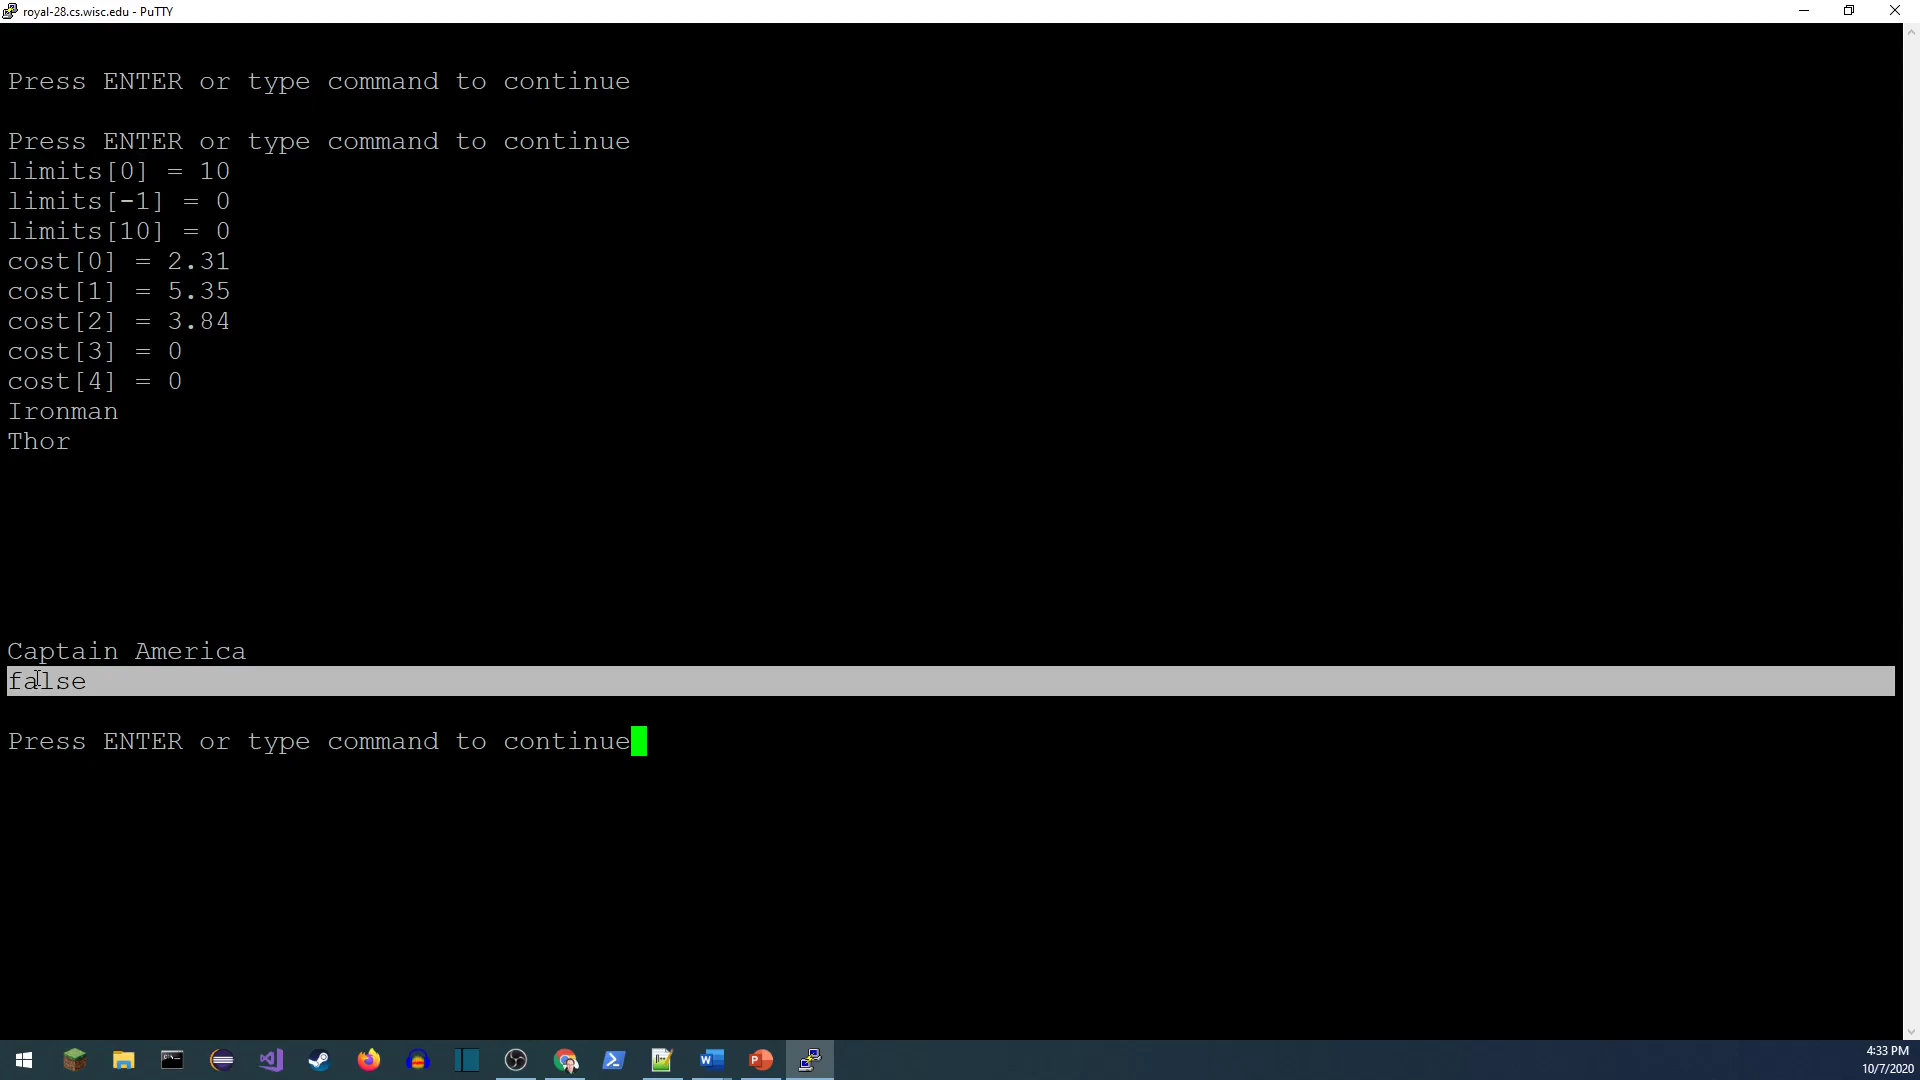 royal-28.cs.wisc.edu - PuTTY
Press ENTER or type command to continue
Press ENTER or type command to continue
limits[0] = 10
limits[-1] = 0
limits[10] = 0
cost[0] = 2.31
cost[1] = 5.35
cost[2] = 3.84
cost[3] = 0
cost[4] = 0
Ironman
Thor
Captain America
false
Press ENTER or type command to continue
4:33 PM
10/7/2020